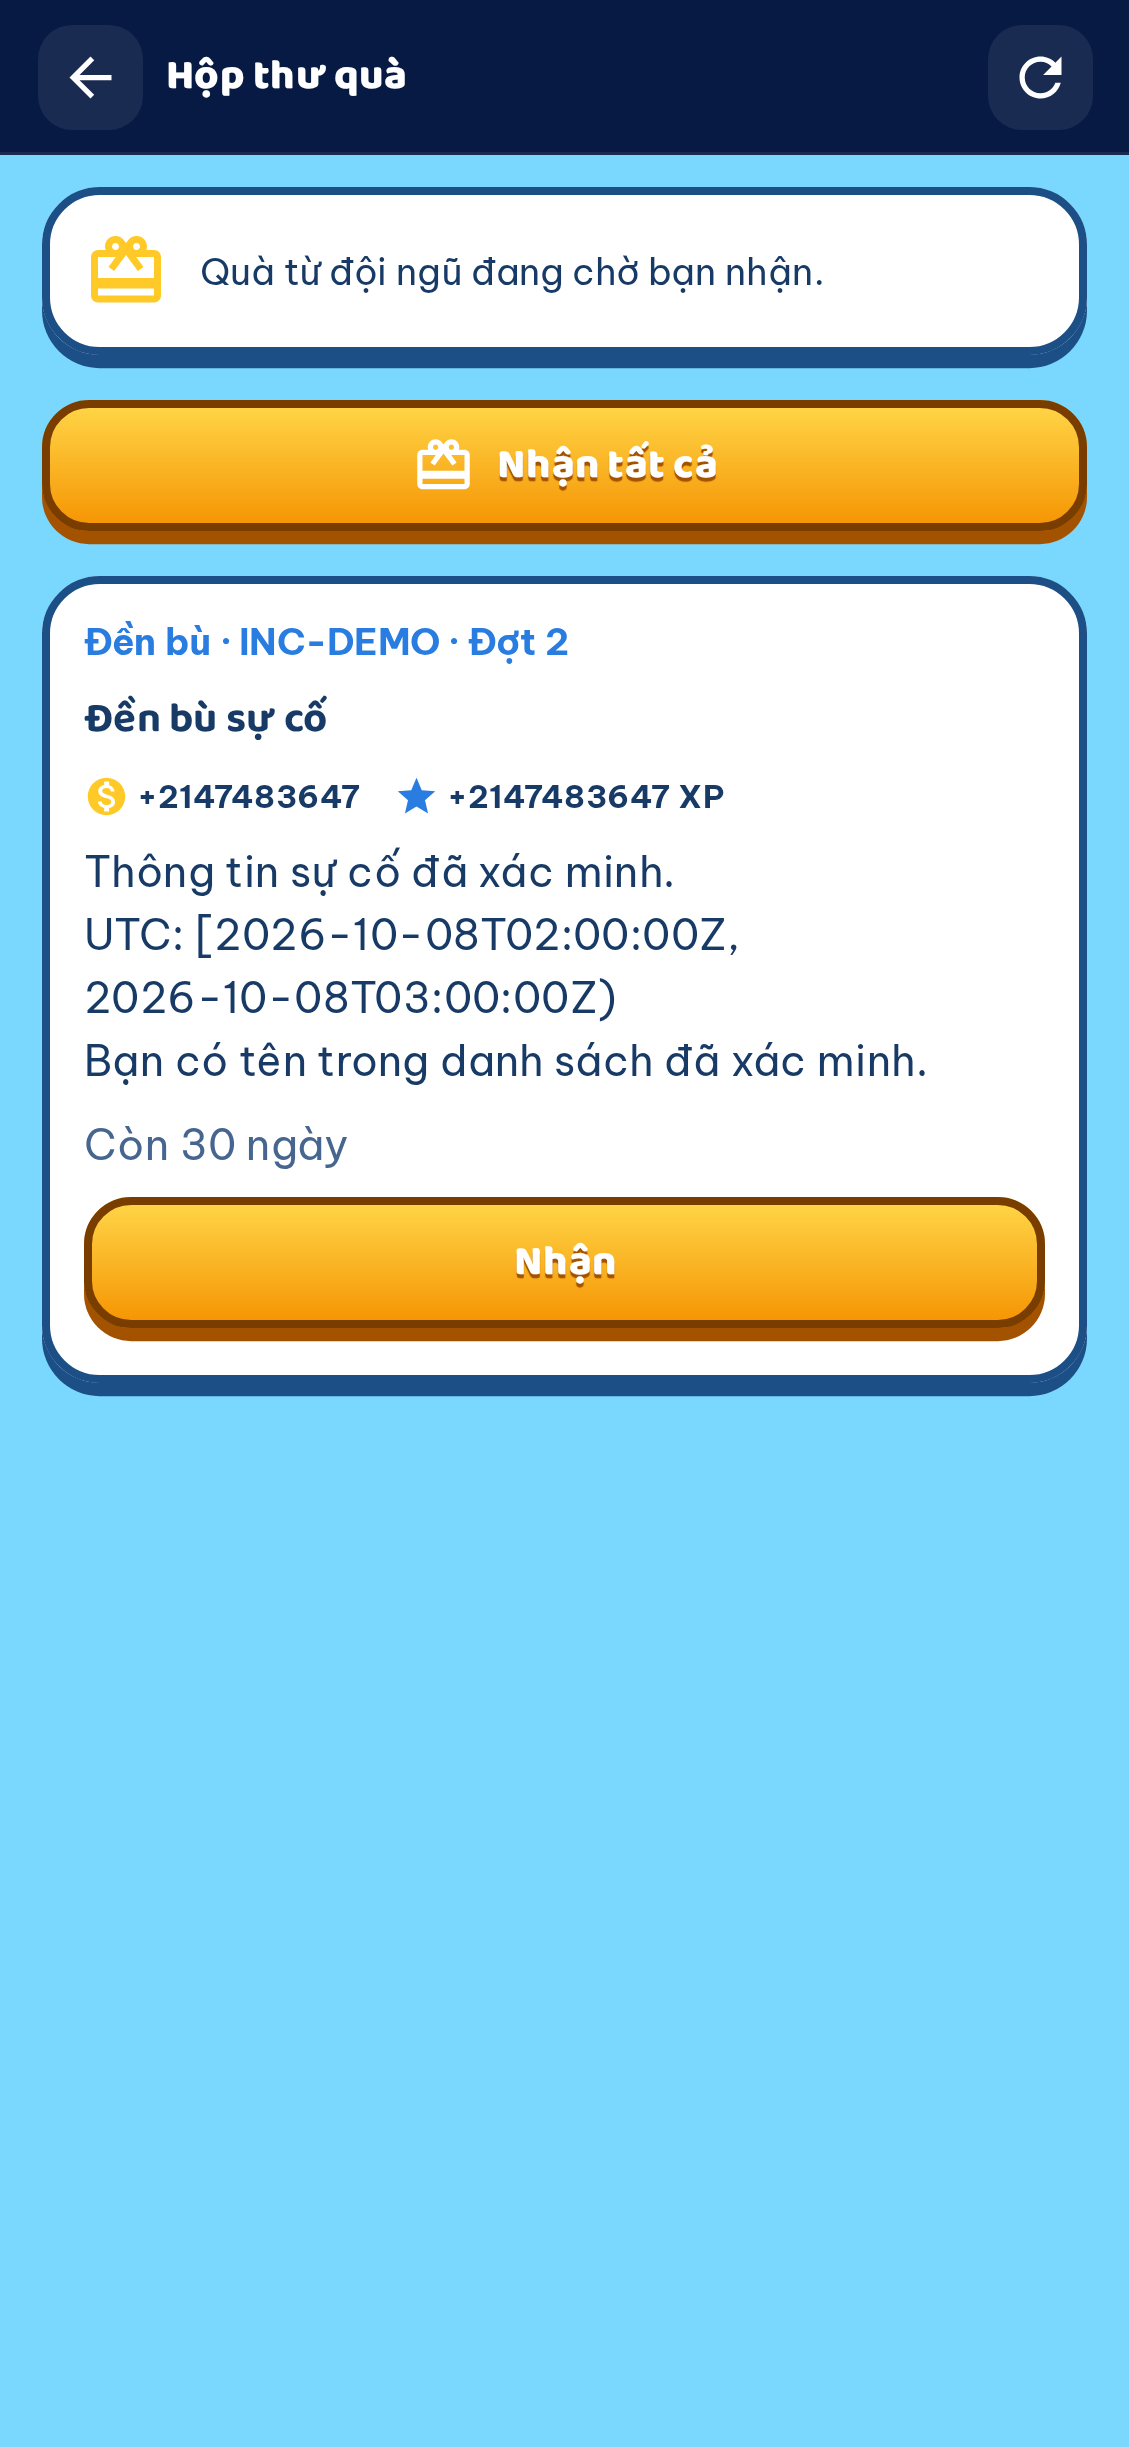 Hộp thư quà
Quà từ đội ngũ đang chờ bạn nhận.
Nhận tất cả
Đền bù · INC-DEMO · Đợt 2
Đền bù sự cố
+2147483647 +2147483647 XP
Thông tin sự cố đã xác minh.
UTC: [2026-10-08T02:00:00Z,
2026-10-08T03:00:00Z)
Bạn có tên trong danh sách đã xác minh.
Còn 30 ngày
Nhận